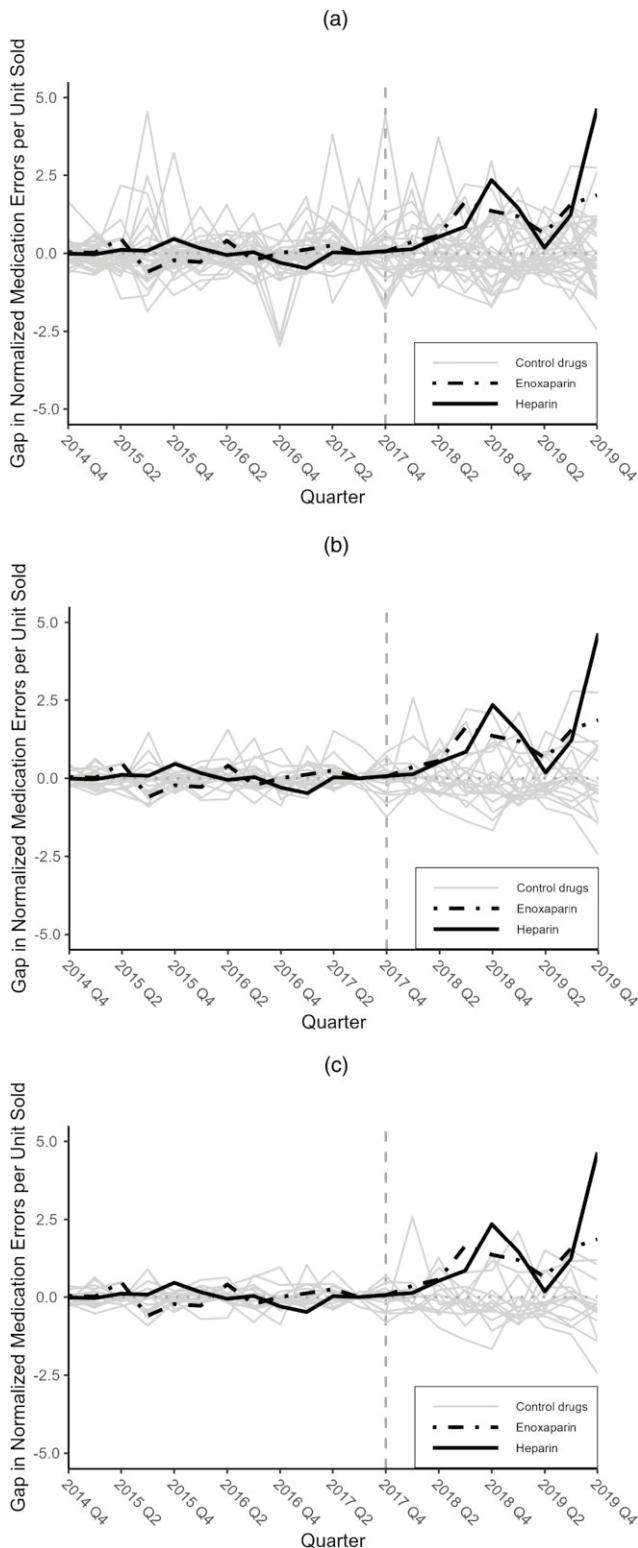 (a)
Gap in Normalized Medication Errors per Unit Sold
5.0
2.5
0.0
-2.5
-5.0
Control drugs
Enoxaparin
Heparin
2014 Q4
2015 Q2
2015 Q4
2016 Q2
2016 Q4
2017 Q2
2017 Q4
2018 Q2
2018 Q4
2019 Q2
2019 Q4
Quarter
(b)
Gap in Normalized Medication Errors per Unit Sold
5.0
2.5
0.0
-2.5
-5.0
Control drugs
Enoxaparin
Heparin
2014 Q4
2015 Q2
2015 Q4
2016 Q2
2016 Q4
2017 Q2
2017 Q4
2018 Q2
2018 Q4
2019 Q2
2019 Q4
Quarter
(c)
Gap in Normalized Medication Errors per Unit Sold
5.0
2.5
0.0
-2.5
-5.0
Control drugs
Enoxaparin
Heparin
2014 Q4
2015 Q2
2015 Q4
2016 Q2
2016 Q4
2017 Q2
2017 Q4
2018 Q2
2018 Q4
2019 Q2
2019 Q4
Quarter